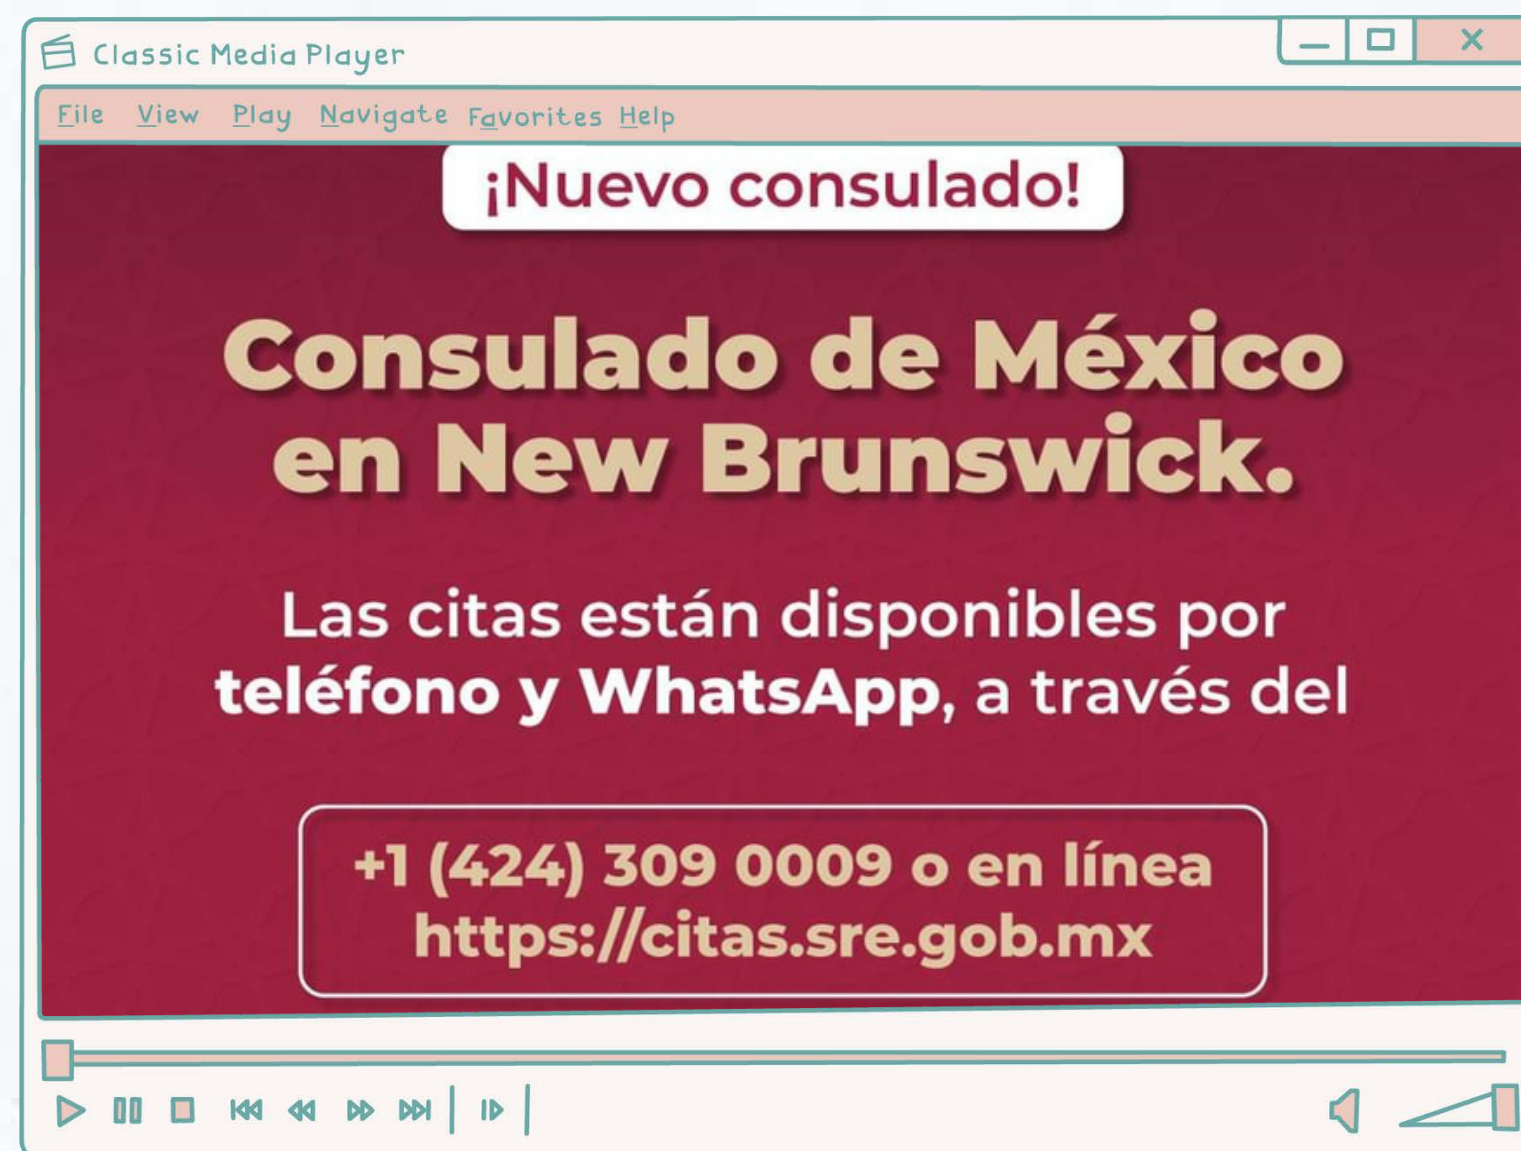 Classic Media Player
File View Play Navigate Favorites Help
¡Nuevo consulado!
Consulado de México
en New Brunswick.
Las citas están disponibles por
teléfono y WhatsApp, a través del
+1 (424) 309 0009 o en línea
https://citas.sre.gob.mx